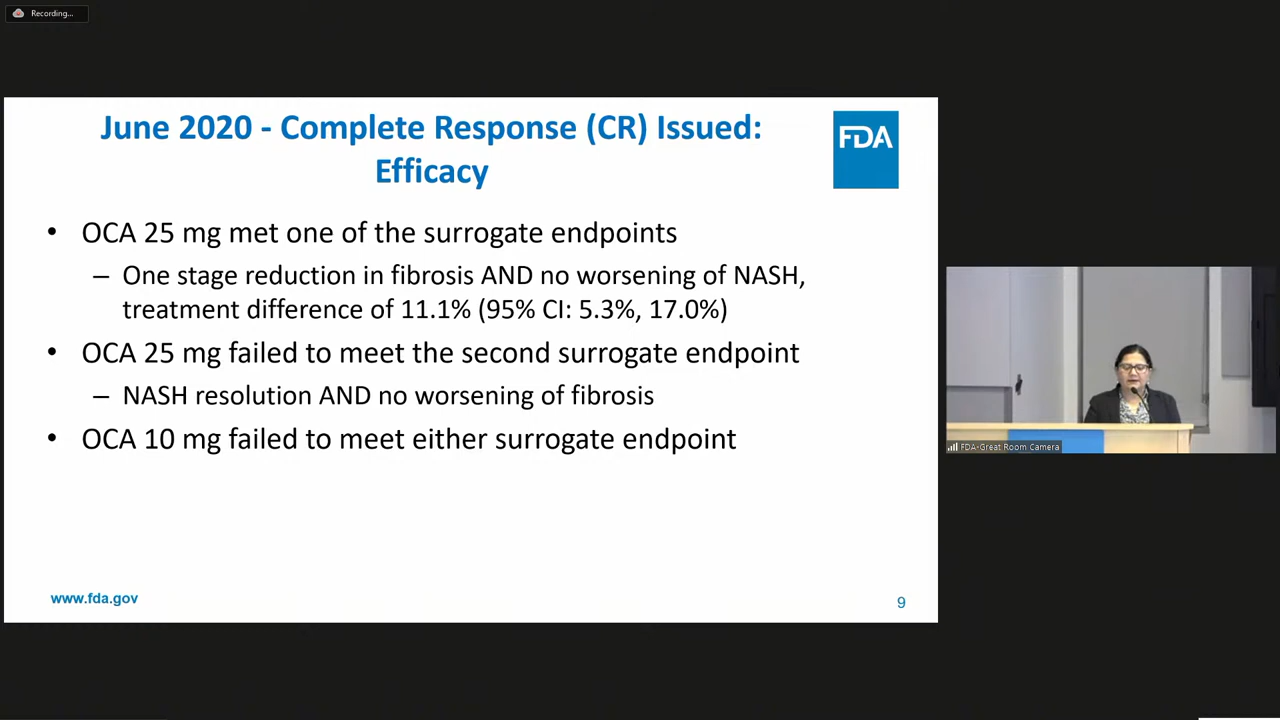 Recording...
June 2020 - Complete Response (CR) Issued:
Efficacy
FDA
• OCA 25 mg met one of the surrogate endpoints
– One stage reduction in fibrosis AND no worsening of NASH,
treatment difference of 11.1% (95% CI: 5.3%, 17.0%)
• OCA 25 mg failed to meet the second surrogate endpoint
– NASH resolution AND no worsening of fibrosis
• OCA 10 mg failed to meet either surrogate endpoint
www.fda.gov
9
FDA-Great Room Camera